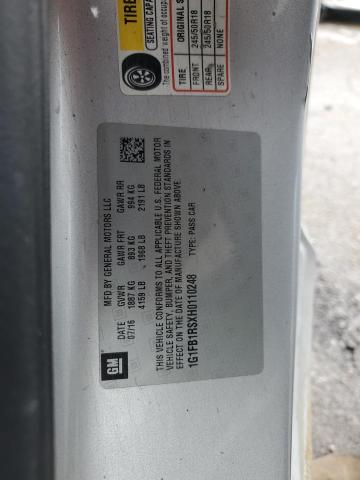 TIRE
SEATING CAPA
The combined weight of occup
TIRE
ORIGINAL S
FRONT
245/50R18
REAR
245/50R18
SPARE
NONE
GM
MFD BY GENERAL MOTORS LLC
07/16
GVWR
GAWR FRT
GAWR RR
1887 KG
893 KG
994 KG
4159 LB
1968 LB
2191 LB
THIS VEHICLE CONFORMS TO ALL APPLICABLE U.S. FEDERAL MOTOR
VEHICLE SAFETY, BUMPER, AND THEFT PREVENTION STANDARDS IN
EFFECT ON THE DATE OF MANUFACTURE SHOWN ABOVE.
1G1FB1RSXH0110248
TYPE: PASS CAR